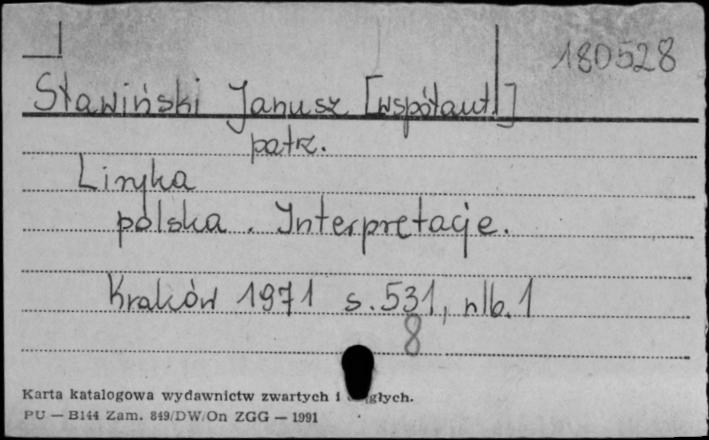 180528
Sławiński Janusz [współaut.]
patrz.
Liryka
polska. Interpretacje.
Kraków 1971 s. 531, nlb. 1
8
Karta katalogowa wydawnictw zwartych i
PU — B144 Zam. 849/DW/On ZGG — 1991